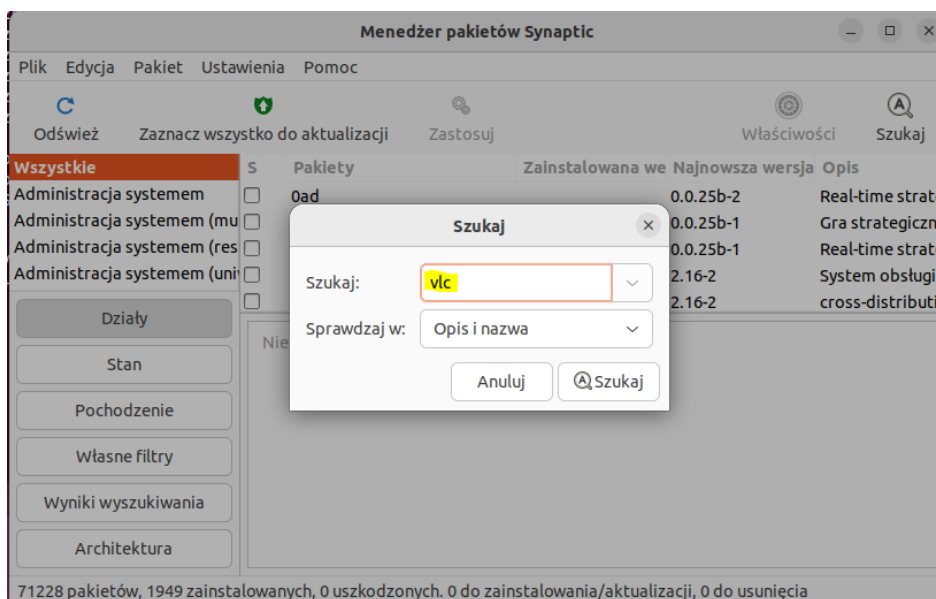 Menedżer pakietów Synaptic
Plik Edycja Pakiet Ustawienia Pomoc
Odśwież Zaznacz wszystko do aktualizacji Zastosuj Właściwości Szukaj
Wszystkie S Pakiety Zainstalowana we Najnowsza wersja Opis
Administracja systemem 0ad 0.0.25b-2 Real-time strat
Administracja systemem (mu 0.0.25b-1 Gra strategiczn
Administracja systemem (res 0.0.25b-1 Real-time strat
Administracja systemem (uni 2.16-2 System obsługi
2.16-2 cross-distributi
Szukaj
Szukaj: vlc
Sprawdzaj w: Opis i nazwa
Anuluj Szukaj
Nie
Działy
Stan
Pochodzenie
Własne filtry
Wyniki wyszukiwania
Architektura
71228 pakietów, 1949 zainstalowanych, 0 uszkodzonych. 0 do zainstalowania/aktualizacji, 0 do usunięcia